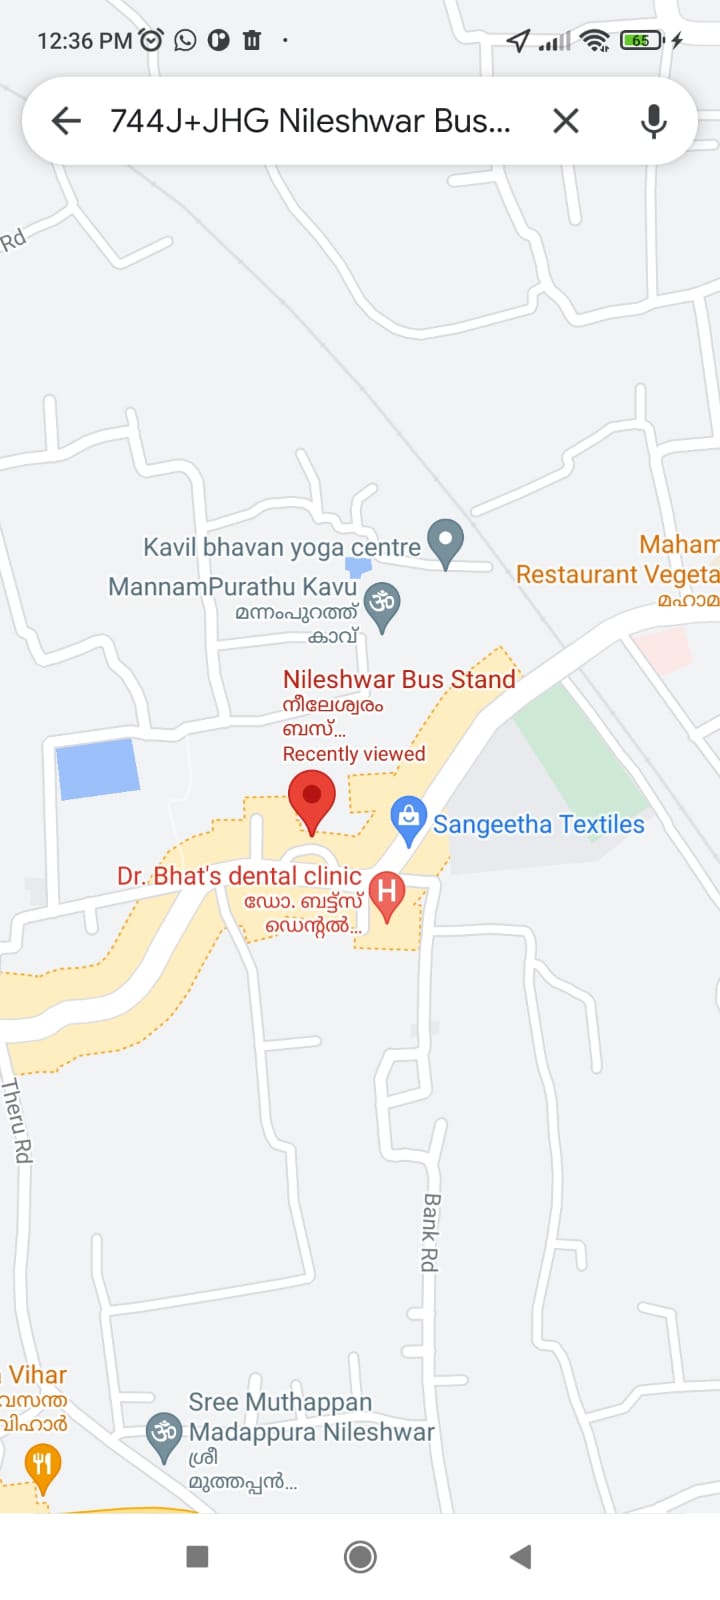 12:36 PM
65
744J+JHG Nileshwar Bus...
Rd
Kavil bhavan yoga centre
Maham
Restaurant Vegeta
മഹാമ
MannamPurathu Kavu
മന്നംപുറത്ത്
കാവ്
Nileshwar Bus Stand
നീലേശ്വരം
ബസ്...
Recently viewed
Sangeetha Textiles
Dr. Bhat's dental clinic
ഡോ. ബട്ട്സ്
ഡെന്റൽ...
H
Theru Rd
Bank Rd
Vihar
വസന്ത
വിഹാർ
Sree Muthappan
Madappura Nileshwar
ശ്രീ
മുത്തപ്പൻ...